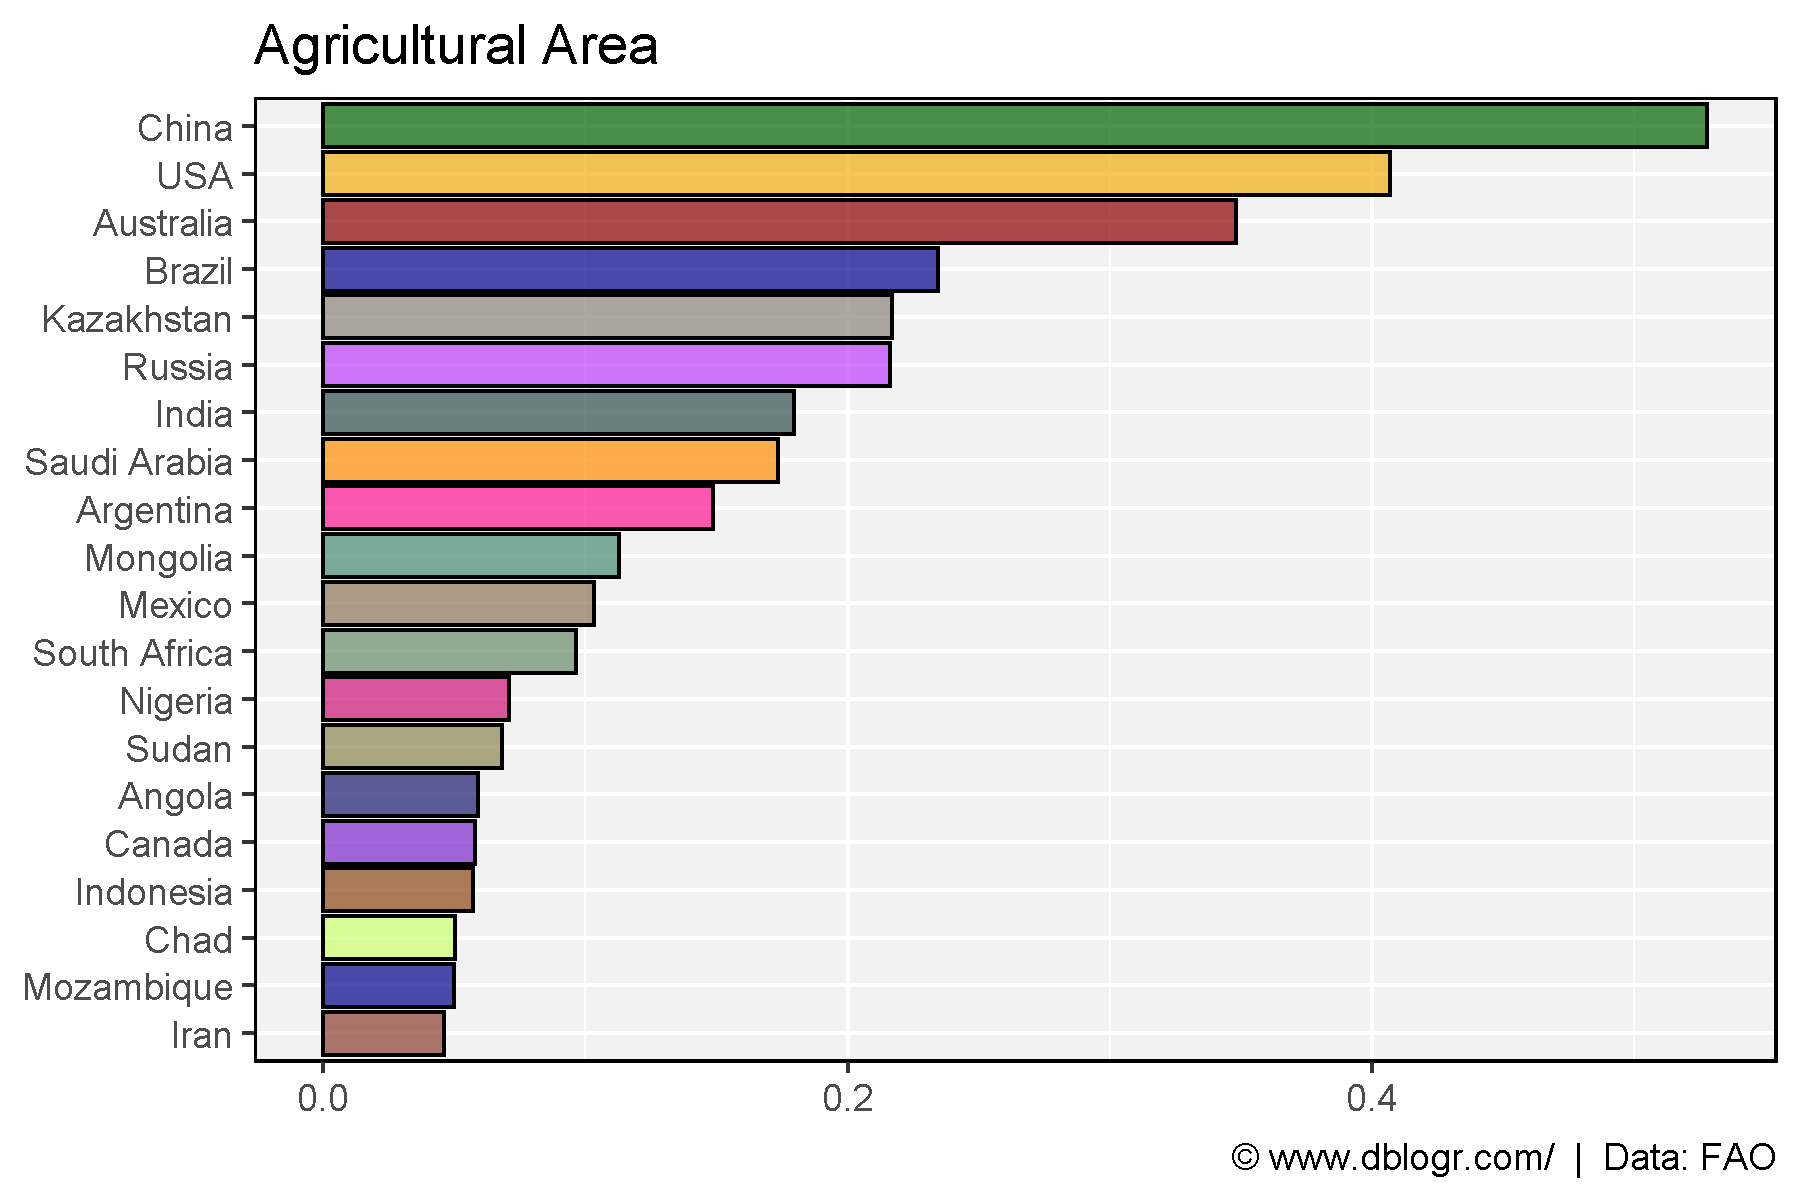 Agricultural Area
China
USA
Australia
Brazil
Kazakhstan
Russia
India
Saudi Arabia
Argentina
Mongolia
Mexico
South Africa
Nigeria
Sudan
Angola
Canada
Indonesia
Chad
Mozambique
Iran
0.0 0.2 0.4
© www.dblogr.com/ | Data: FAO